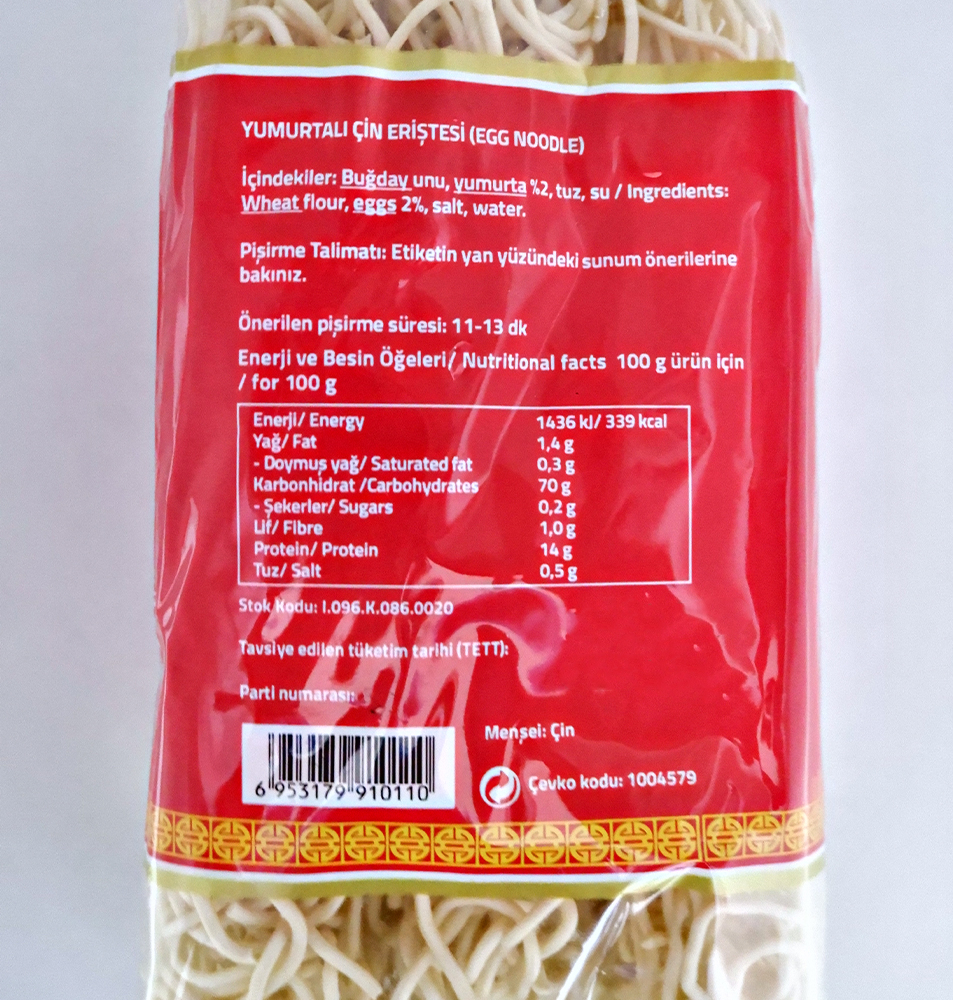 YUMURTALI ÇİN ERİŞTESİ (EGG NOODLE)
İçindekiler: Buğday unu, yumurta %2, tuz, su / Ingredients:
Wheat flour, eggs 2%, salt, water.
Pişirme Talimatı: Etiketin yan yüzündeki sunum önerilerine
bakınız.
Önerilen pişirme süresi: 11-13 dk
Enerji ve Besin Öğeleri/ Nutritional facts 100 g ürün için
/ for 100 g
Enerji/ Energy 1436 kJ/ 339 kcal
Yağ/ Fat 1,4 g
- Doymuş yağ/ Saturated fat 0,3 g
Karbonhidrat /Carbohydrates 70 g
- Şekerler/ Sugars 0,2 g
Lif/ Fibre 1,0 g
Protein/ Protein 14 g
Tuz/ Salt 0,5 g
Stok Kodu: I.096.K.086.0020
Tavsiye edilen tüketim tarihi (TETT):
Parti numarası:
Menşei: Çin
6 953179 910110
Çevko kodu: 1004579